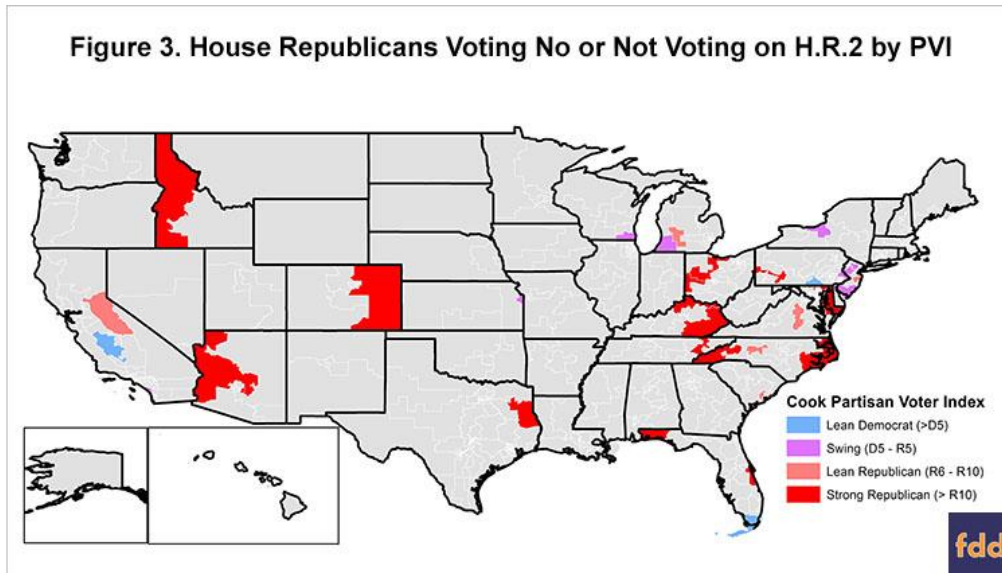 Figure 3. House Republicans Voting No or Not Voting on H.R.2 by PVI
Cook Partisan Voter Index
Lean Democrat (>D5)
Swing (D5 - R5)
Lean Republican (R6 - R10)
Strong Republican (> R10)
fdd